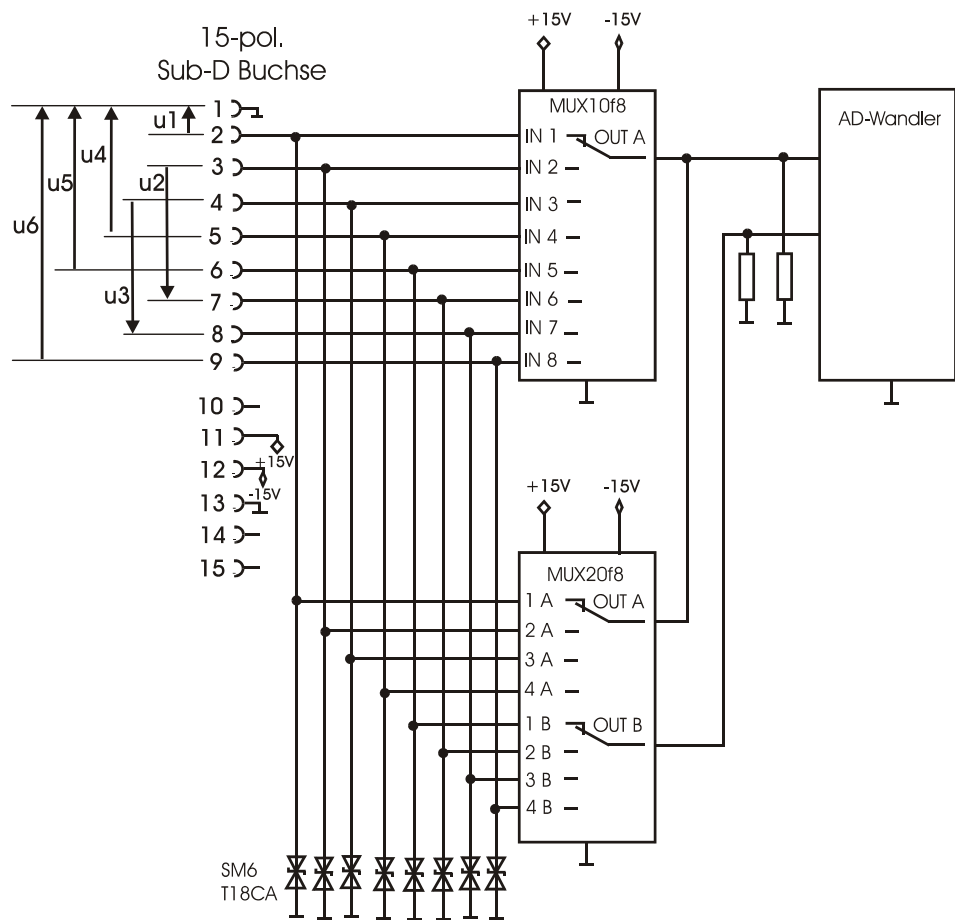 15-pol.
Sub-D Buchse
+15V
-15V
MUX10f8
AD-Wandler
1
u1
2
IN 1
OUT A
u4
3
IN 2
u5
u2
4
IN 3
u6
5
IN 4
6
IN 5
u3
7
IN 6
8
IN 7
9
IN 8
10
11
+15V
12
-15V
13
14
15
+15V
-15V
MUX20f8
1 A
OUT A
2 A
3 A
4 A
1 B
OUT B
2 B
3 B
4 B
SM6
T18CA